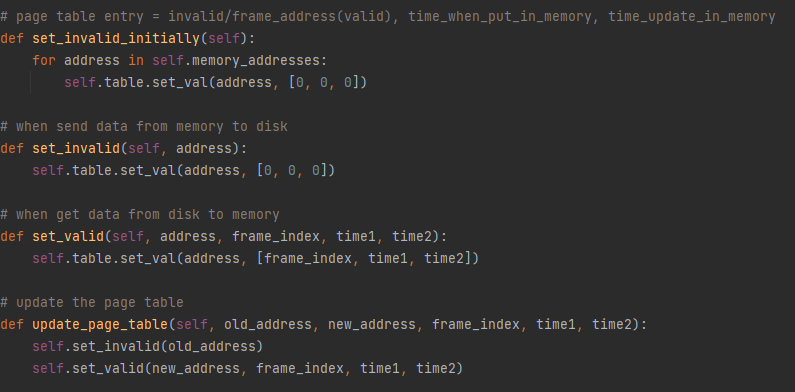 # page table entry = invalid/frame_address(valid), time_when_put_in_memory, time_update_in_memory
def set_invalid_initially(self):
    for address in self.memory_addresses:
        self.table.set_val(address, [0, 0, 0])

# when send data from memory to disk
def set_invalid(self, address):
    self.table.set_val(address, [0, 0, 0])

# when get data from disk to memory
def set_valid(self, address, frame_index, time1, time2):
    self.table.set_val(address, [frame_index, time1, time2])

# update the page table
def update_page_table(self, old_address, new_address, frame_index, time1, time2):
    self.set_invalid(old_address)
    self.set_valid(new_address, frame_index, time1, time2)